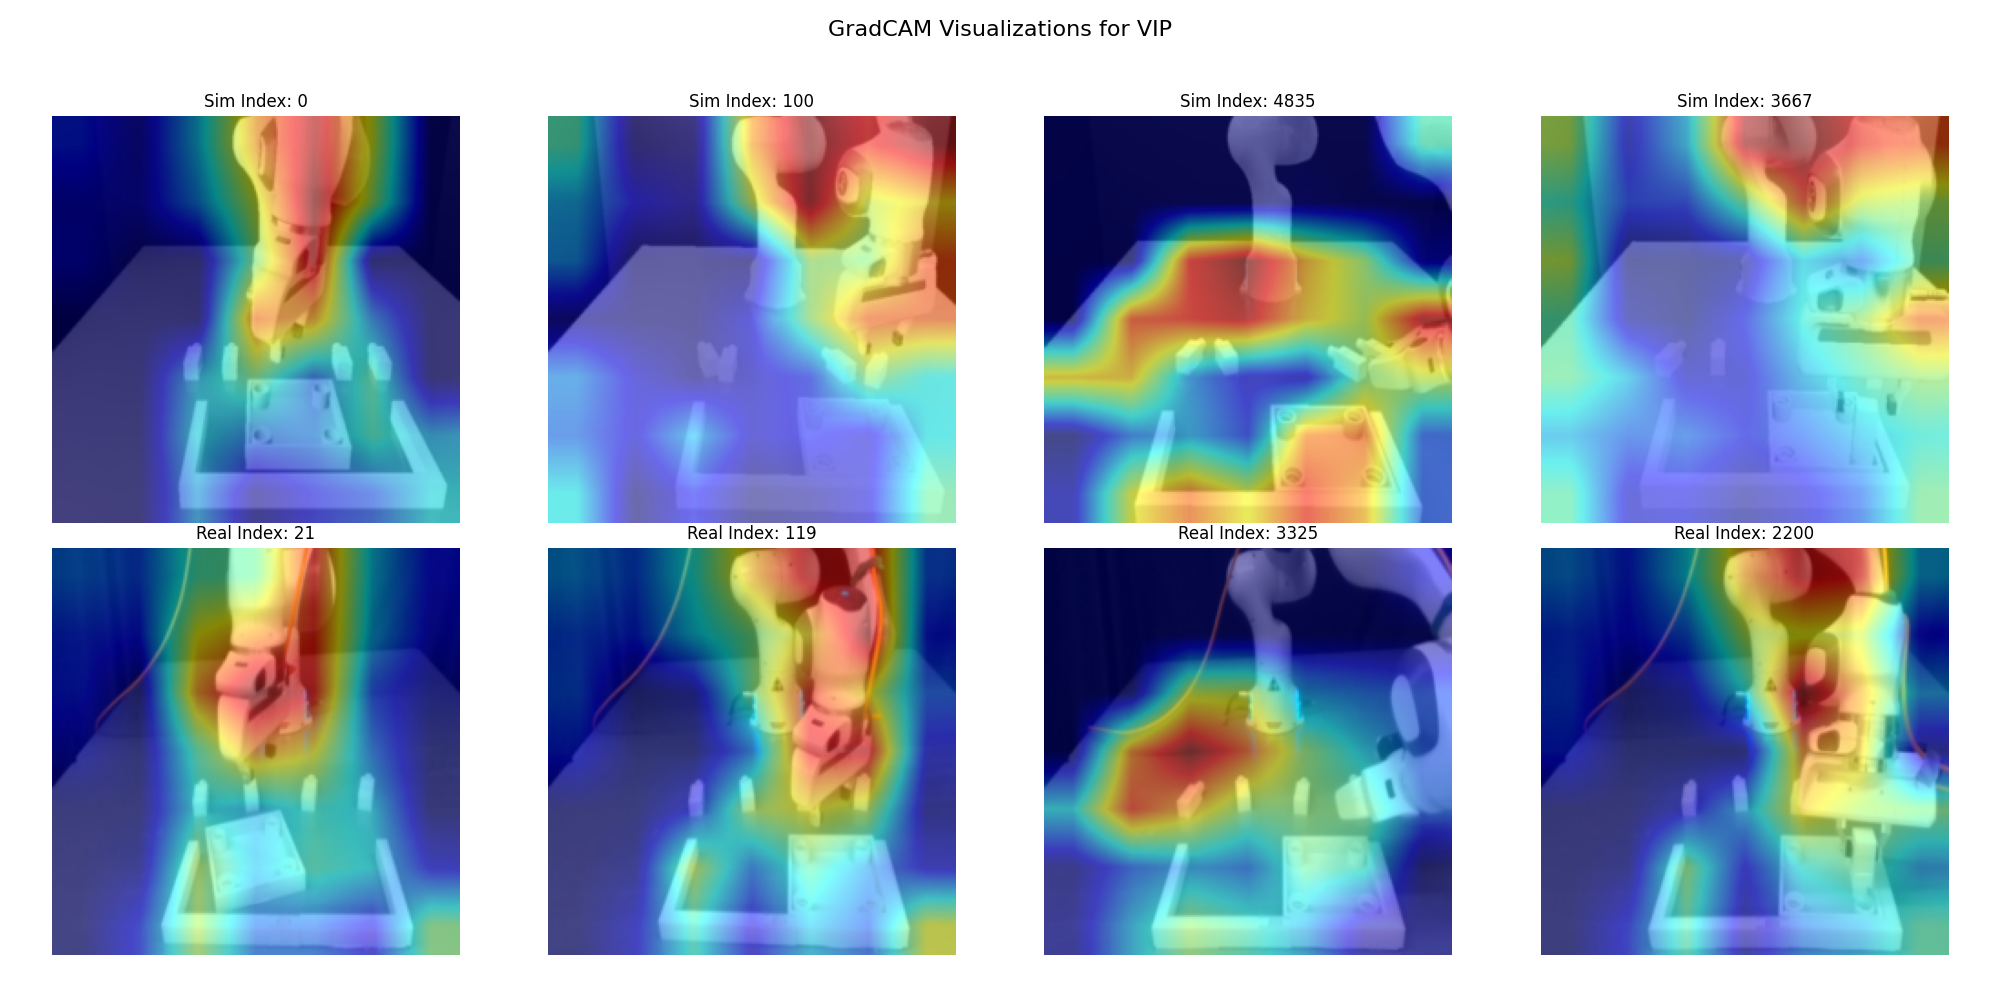 GradCAM Visualizations for VIP
Sim Index: 0
Sim Index: 100
Sim Index: 4835
Sim Index: 3667
Real Index: 21
Real Index: 119
Real Index: 3325
Real Index: 2200